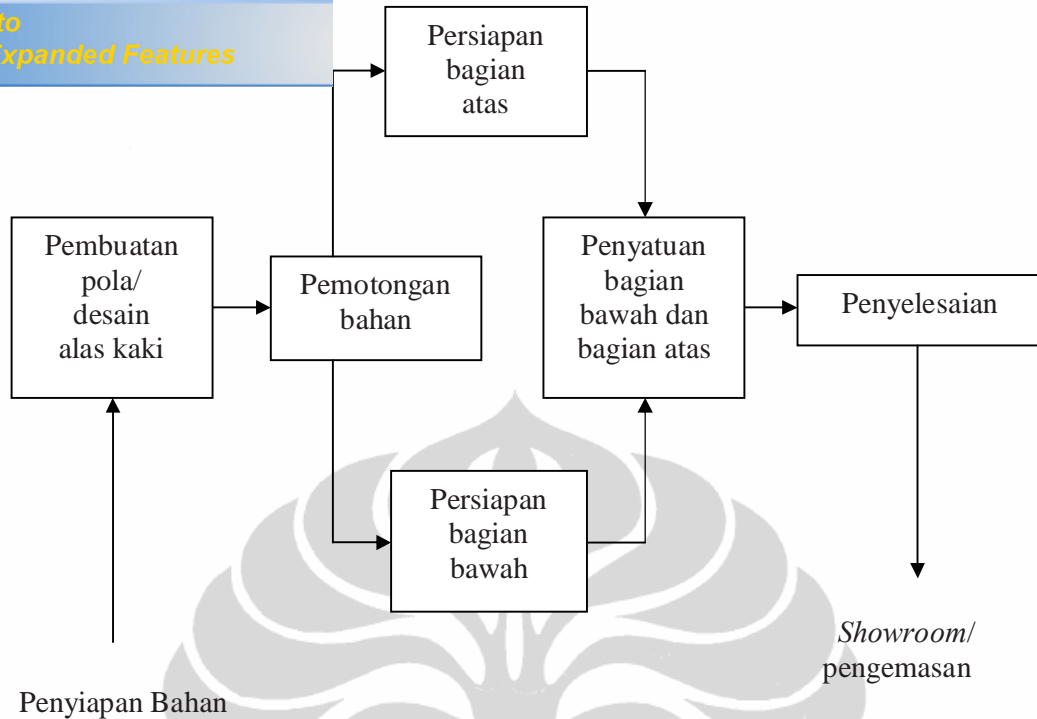 to
Expanded Features
Persiapan
bagian
atas
Pembuatan
pola/
desain
alas kaki
Pemotongan
bahan
Penyatuan
bagian
bawah dan
bagian atas
Penyelesaian
Persiapan
bagian
bawah
Showroom/
pengemasan
Penyiapan Bahan